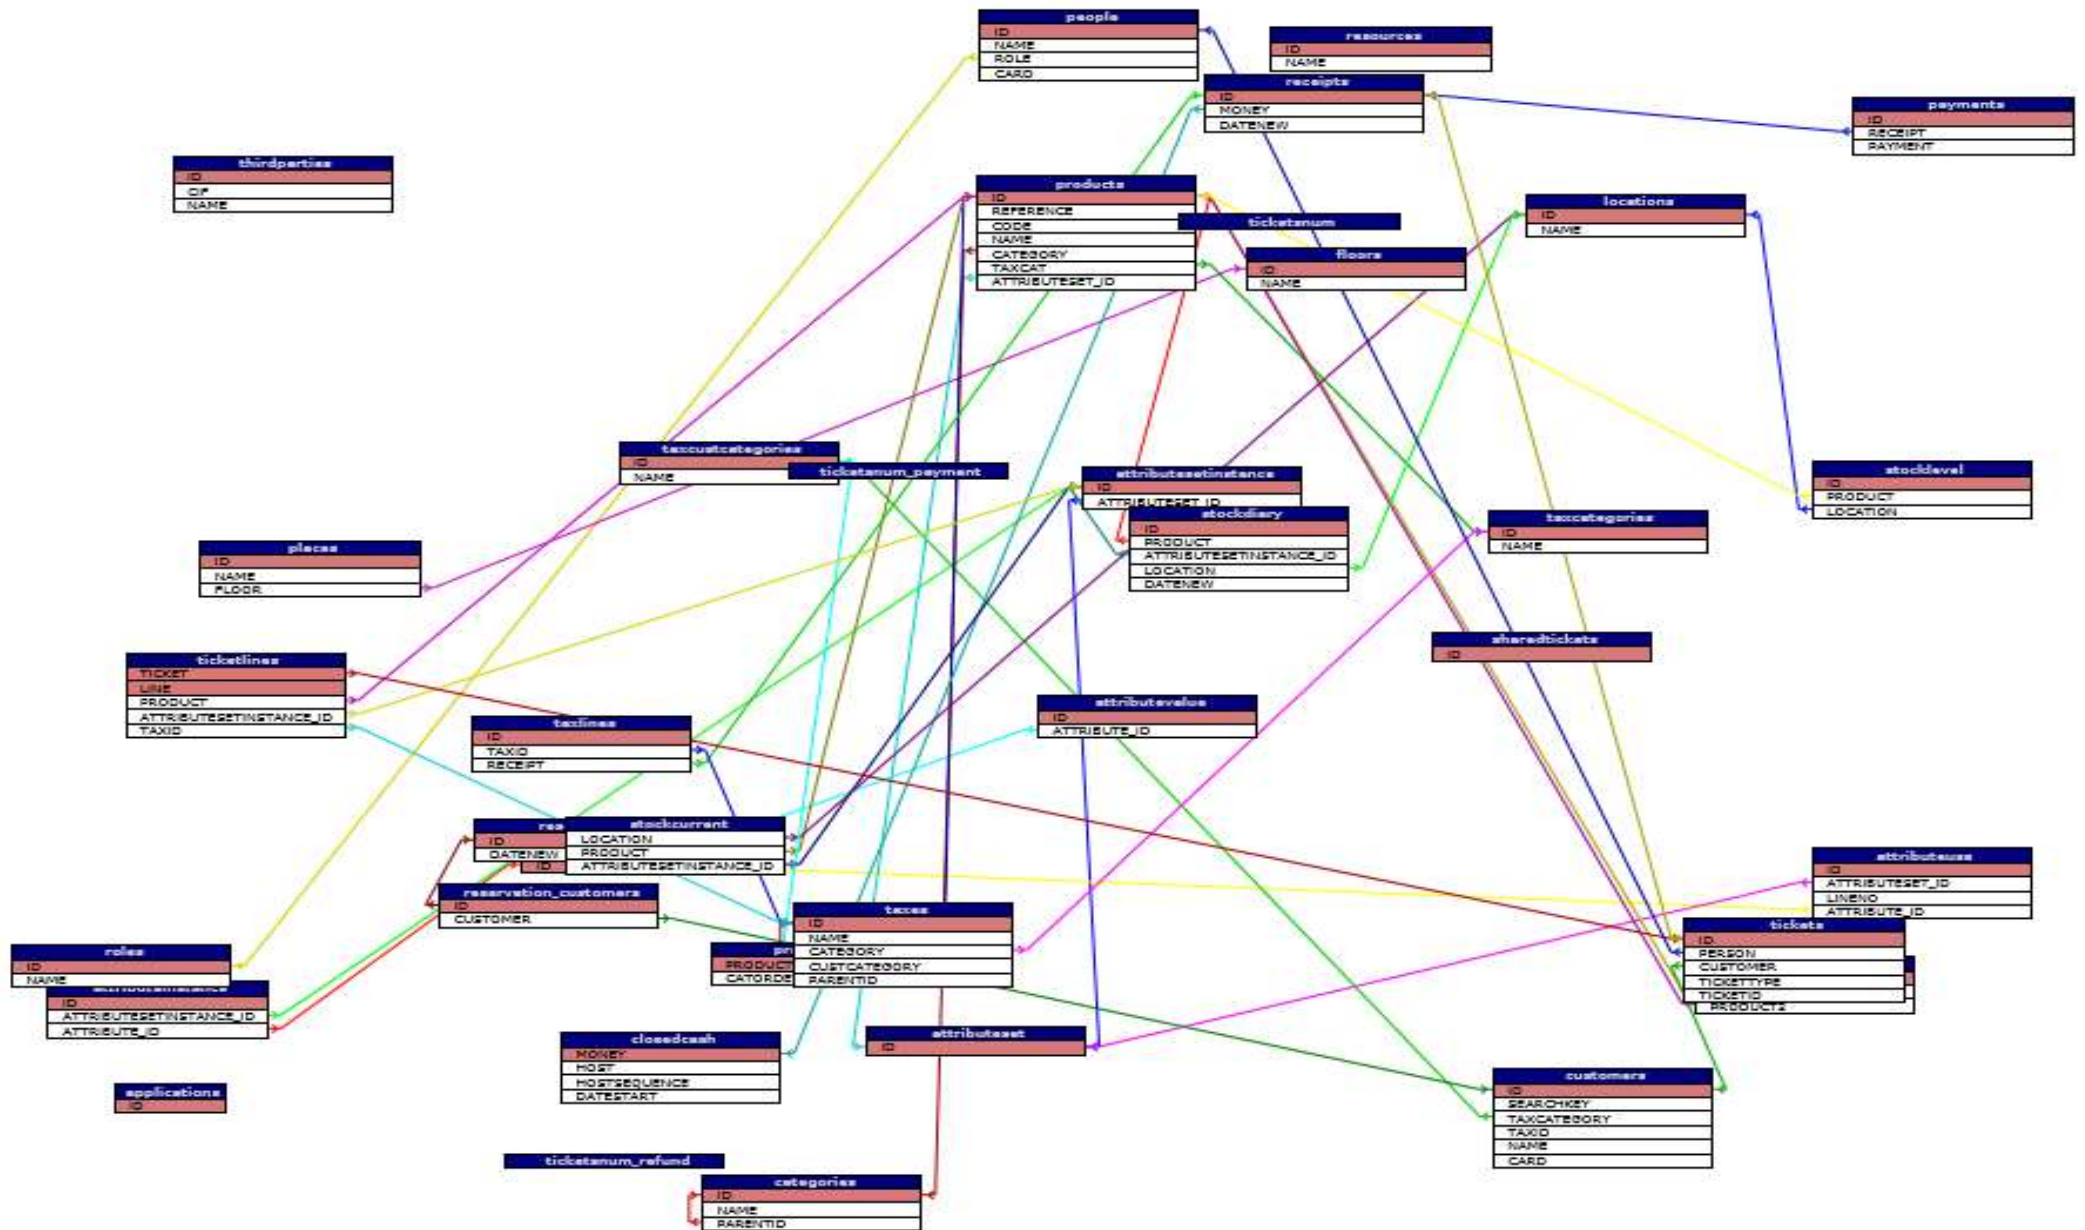 people
ID
NAME
ROLE
CARD
resources
ID
NAME
receipts
ID
MONEY
DATENEW
payments
ID
RECEIPT
PAYMENT
thirdparties
ID
CIF
NAME
products
ID
REFERENCE
CODE
NAME
CATEGORY
TAXCAT
ATTRIBUTESET_ID
ticketsnum
locations
ID
NAME
floors
ID
NAME
taxcustcategories
ID
NAME
ticketsnum_payment
attributesetinstance
ID
ATTRIBUTESET_ID
stockdiary
ID
PRODUCT
ATTRIBUTESETINSTANCE_ID
LOCATION
DATENEW
stocklevel
ID
PRODUCT
LOCATION
taxcategories
ID
NAME
places
ID
NAME
FLOOR
sharedtickets
ID
ticketlines
TICKET
LINE
PRODUCT
ATTRIBUTESETINSTANCE_ID
TAXID
taxlines
ID
TAXID
RECEIPT
attributevalue
ID
ATTRIBUTE_ID
res
ID
DATENEW
ID
stockcurrent
LOCATION
PRODUCT
ATTRIBUTESETINSTANCE_ID
reservation_customers
ID
CUSTOMER
attributeuse
ID
ATTRIBUTESET_ID
LINENO
ATTRIBUTE_ID
taxes
ID
NAME
CATEGORY
CUSTCATEGORY
PARENTID
pr
PRODUCT
CATORDE
tickets
ID
PERSON
CUSTOMER
TICKETTYPE
TICKETID
PRODUCT2
roles
ID
NAME
attributeinstance
ID
ATTRIBUTESETINSTANCE_ID
ATTRIBUTE_ID
closedcash
MONEY
HOST
HOSTSEQUENCE
DATESTART
attributeset
ID
customers
ID
SEARCHKEY
TAXCATEGORY
TAXID
NAME
CARD
applications
ID
ticketsnum_refund
categories
ID
NAME
PARENTID